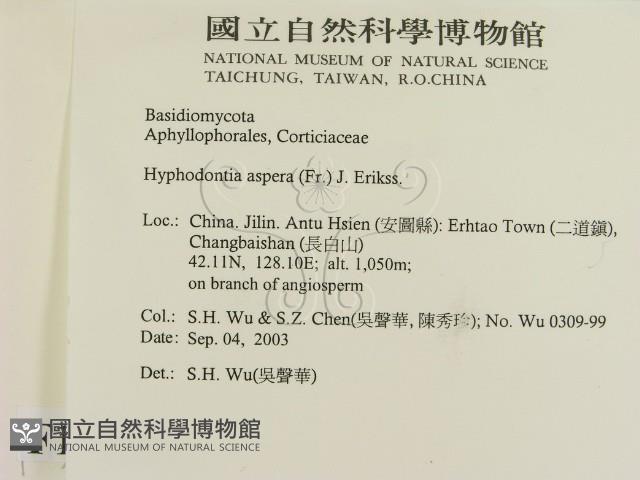 國立自然科學博物館
NATIONAL MUSEUM OF NATURAL SCIENCE
TAICHUNG, TAIWAN, R.O.CHINA
Basidiomycota
Aphyllophorales, Corticiaceae
Hyphodontia aspera (Fr.) J. Erikss.
Loc.: China. Jilin. Antu Hsien (安圖縣): Erhtao Town (二道鎮),
Changbaishan (長白山)
42.11N, 128.10E; alt. 1,050m;
on branch of angiosperm
Col.: S.H. Wu & S.Z. Chen(吳聲華, 陳秀珍); No. Wu 0309-99
Date: Sep. 04, 2003
Det.: S.H. Wu(吳聲華)
國立自然科學博物館
NATIONAL MUSEUM OF NATURAL SCIENCE